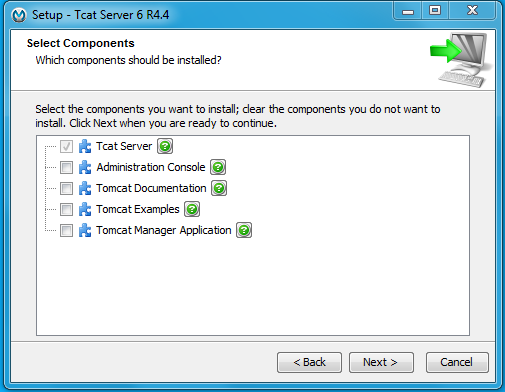 Setup - Tcat Server 6 R4.4
Select Components
Which components should be installed?
Select the components you want to install; clear the components you do not want to
install. Click Next when you are ready to continue.
Tcat Server
Administration Console
Tomcat Documentation
Tomcat Examples
Tomcat Manager Application
< Back
Next >
Cancel